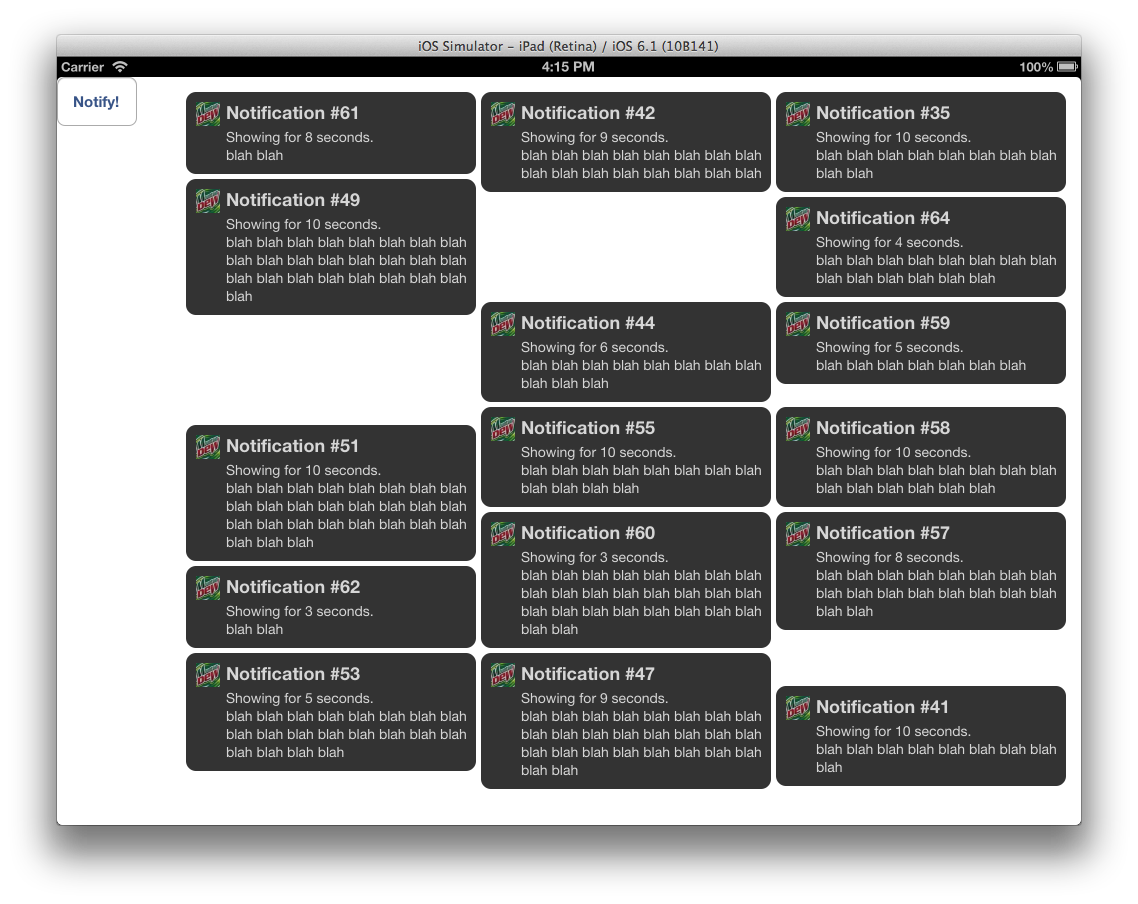 iOS Simulator – iPad (Retina) / iOS 6.1 (10B141)
Carrier 4:15 PM 100%
Notify!
Notification #61
Showing for 8 seconds.
blah blah
Notification #49
Showing for 10 seconds.
blah blah blah blah blah blah blah blah
blah blah blah blah blah blah blah blah
blah blah blah blah blah blah blah blah
blah
Notification #51
Showing for 10 seconds.
blah blah blah blah blah blah blah blah
blah blah blah blah blah blah blah blah
blah blah blah blah blah blah blah blah
blah blah blah
Notification #62
Showing for 3 seconds.
blah blah
Notification #53
Showing for 5 seconds.
blah blah blah blah blah blah blah blah
blah blah blah blah blah blah blah blah
blah blah blah blah
Notification #42
Showing for 9 seconds.
blah blah blah blah blah blah blah blah
blah blah blah blah blah blah blah blah
Notification #44
Showing for 6 seconds.
blah blah blah blah blah blah blah blah
blah blah blah
Notification #55
Showing for 10 seconds.
blah blah blah blah blah blah blah blah
blah blah blah blah
Notification #60
Showing for 3 seconds.
blah blah blah blah blah blah blah blah
blah blah blah blah blah blah blah blah
blah blah blah blah blah blah blah blah
blah blah
Notification #47
Showing for 9 seconds.
blah blah blah blah blah blah blah blah
blah blah blah blah blah blah blah blah
blah blah blah blah blah blah blah blah
blah blah
Notification #35
Showing for 10 seconds.
blah blah blah blah blah blah blah blah
blah blah
Notification #64
Showing for 4 seconds.
blah blah blah blah blah blah blah blah
blah blah blah blah blah blah
Notification #59
Showing for 5 seconds.
blah blah blah blah blah blah blah
Notification #58
Showing for 10 seconds.
blah blah blah blah blah blah blah blah
blah blah blah blah blah blah
Notification #57
Showing for 8 seconds.
blah blah blah blah blah blah blah blah
blah blah blah blah blah blah blah blah
blah blah
Notification #41
Showing for 10 seconds.
blah blah blah blah blah blah blah blah
blah